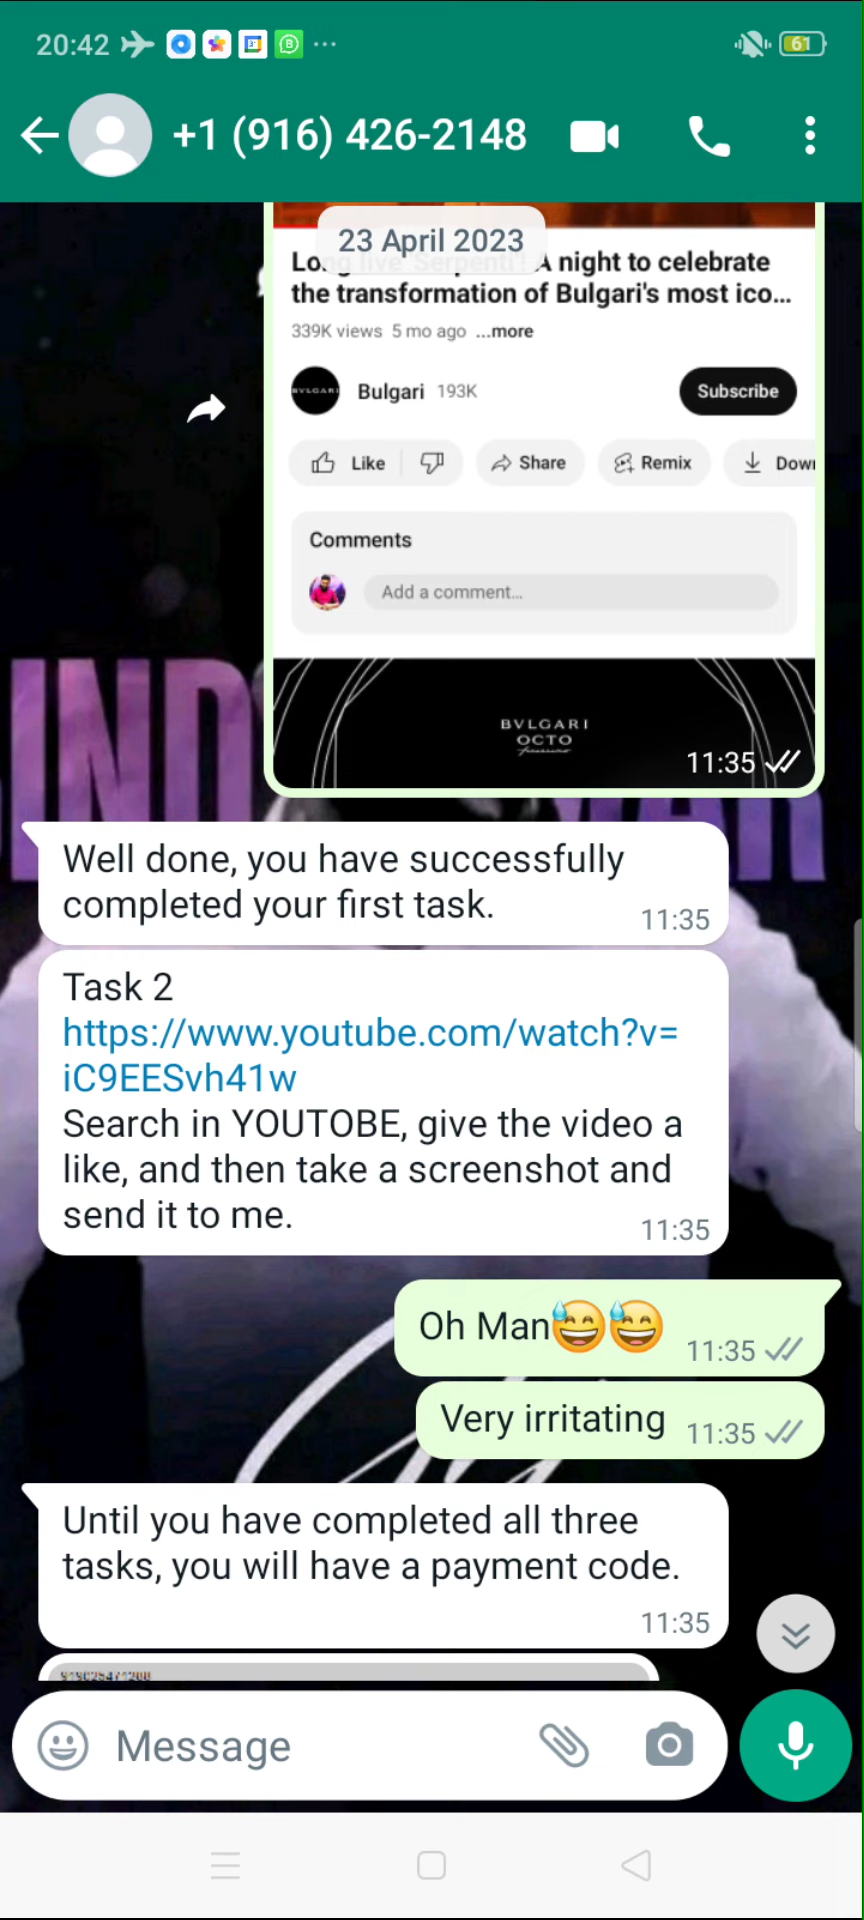 20:42
61
+1 (916) 426-2148
23 April 2023
Long live 'Serpenti'! A night to celebrate
the transformation of Bulgari's most ico...
339K views 5 mo ago ...more
BVLGARI
Bulgari 193K
Subscribe
Like
Share
Remix
Down
Comments
Add a comment...
BVLGARI
OCTO
11:35
IND
Well done, you have successfully
completed your first task.
11:35
Task 2
https://www.youtube.com/watch?v=
iC9EESvh41w
Search in YOUTOBE, give the video a
like, and then take a screenshot and
send it to me.
11:35
Oh Man😅😅
11:35
Very irritating
11:35
Until you have completed all three
tasks, you will have a payment code.
11:35
Message